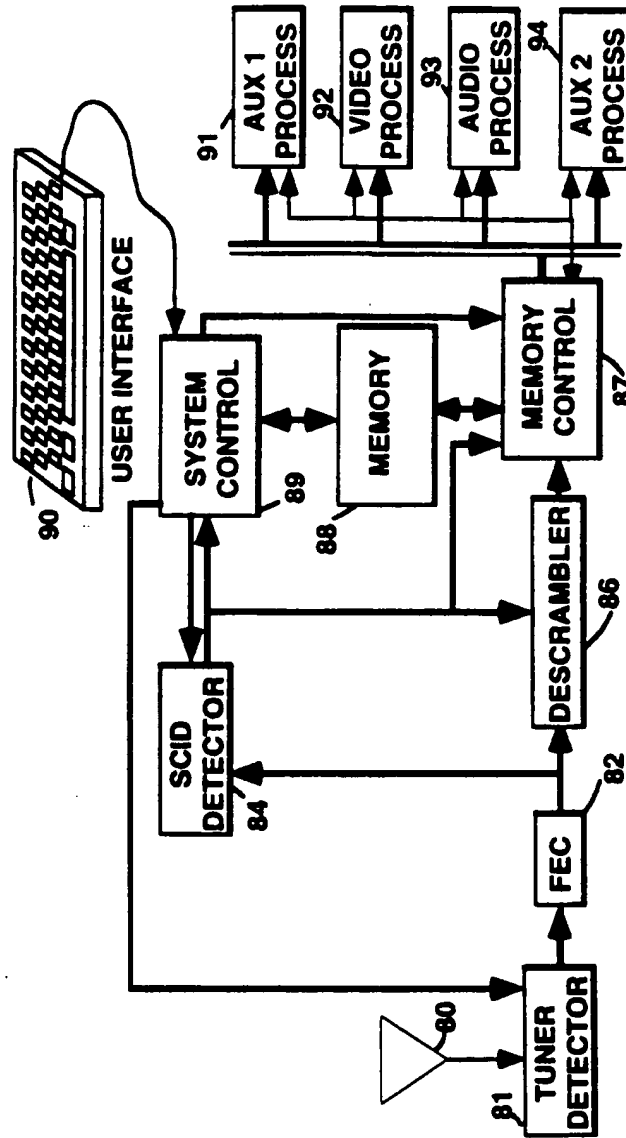 90
USER INTERFACE
SYSTEM
CONTROL
89
SCID
DETECTOR
84
MEMORY
88
80
81
TUNER
DETECTOR
FEC
82
DESCRAMBLER
86
MEMORY
CONTROL
87
91
AUX 1
PROCESS
92
VIDEO
PROCESS
93
AUDIO
PROCESS
94
AUX 2
PROCESS